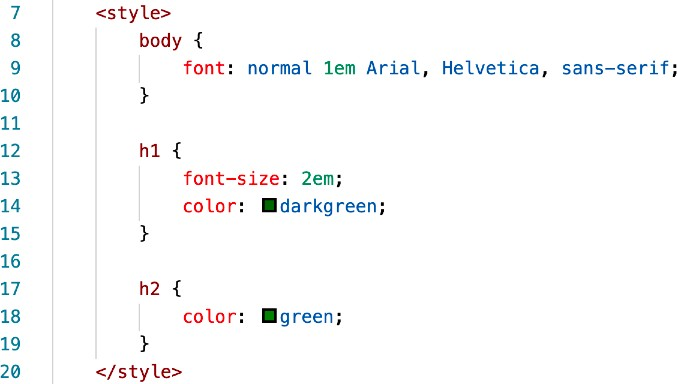 7 <style>
8 body {
9 font: normal 1em Arial, Helvetica, sans-serif;
10 }
11
12 h1 {
13 font-size: 2em;
14 color: darkgreen;
15 }
16
17 h2 {
18 color: green;
19 }
20 </style>